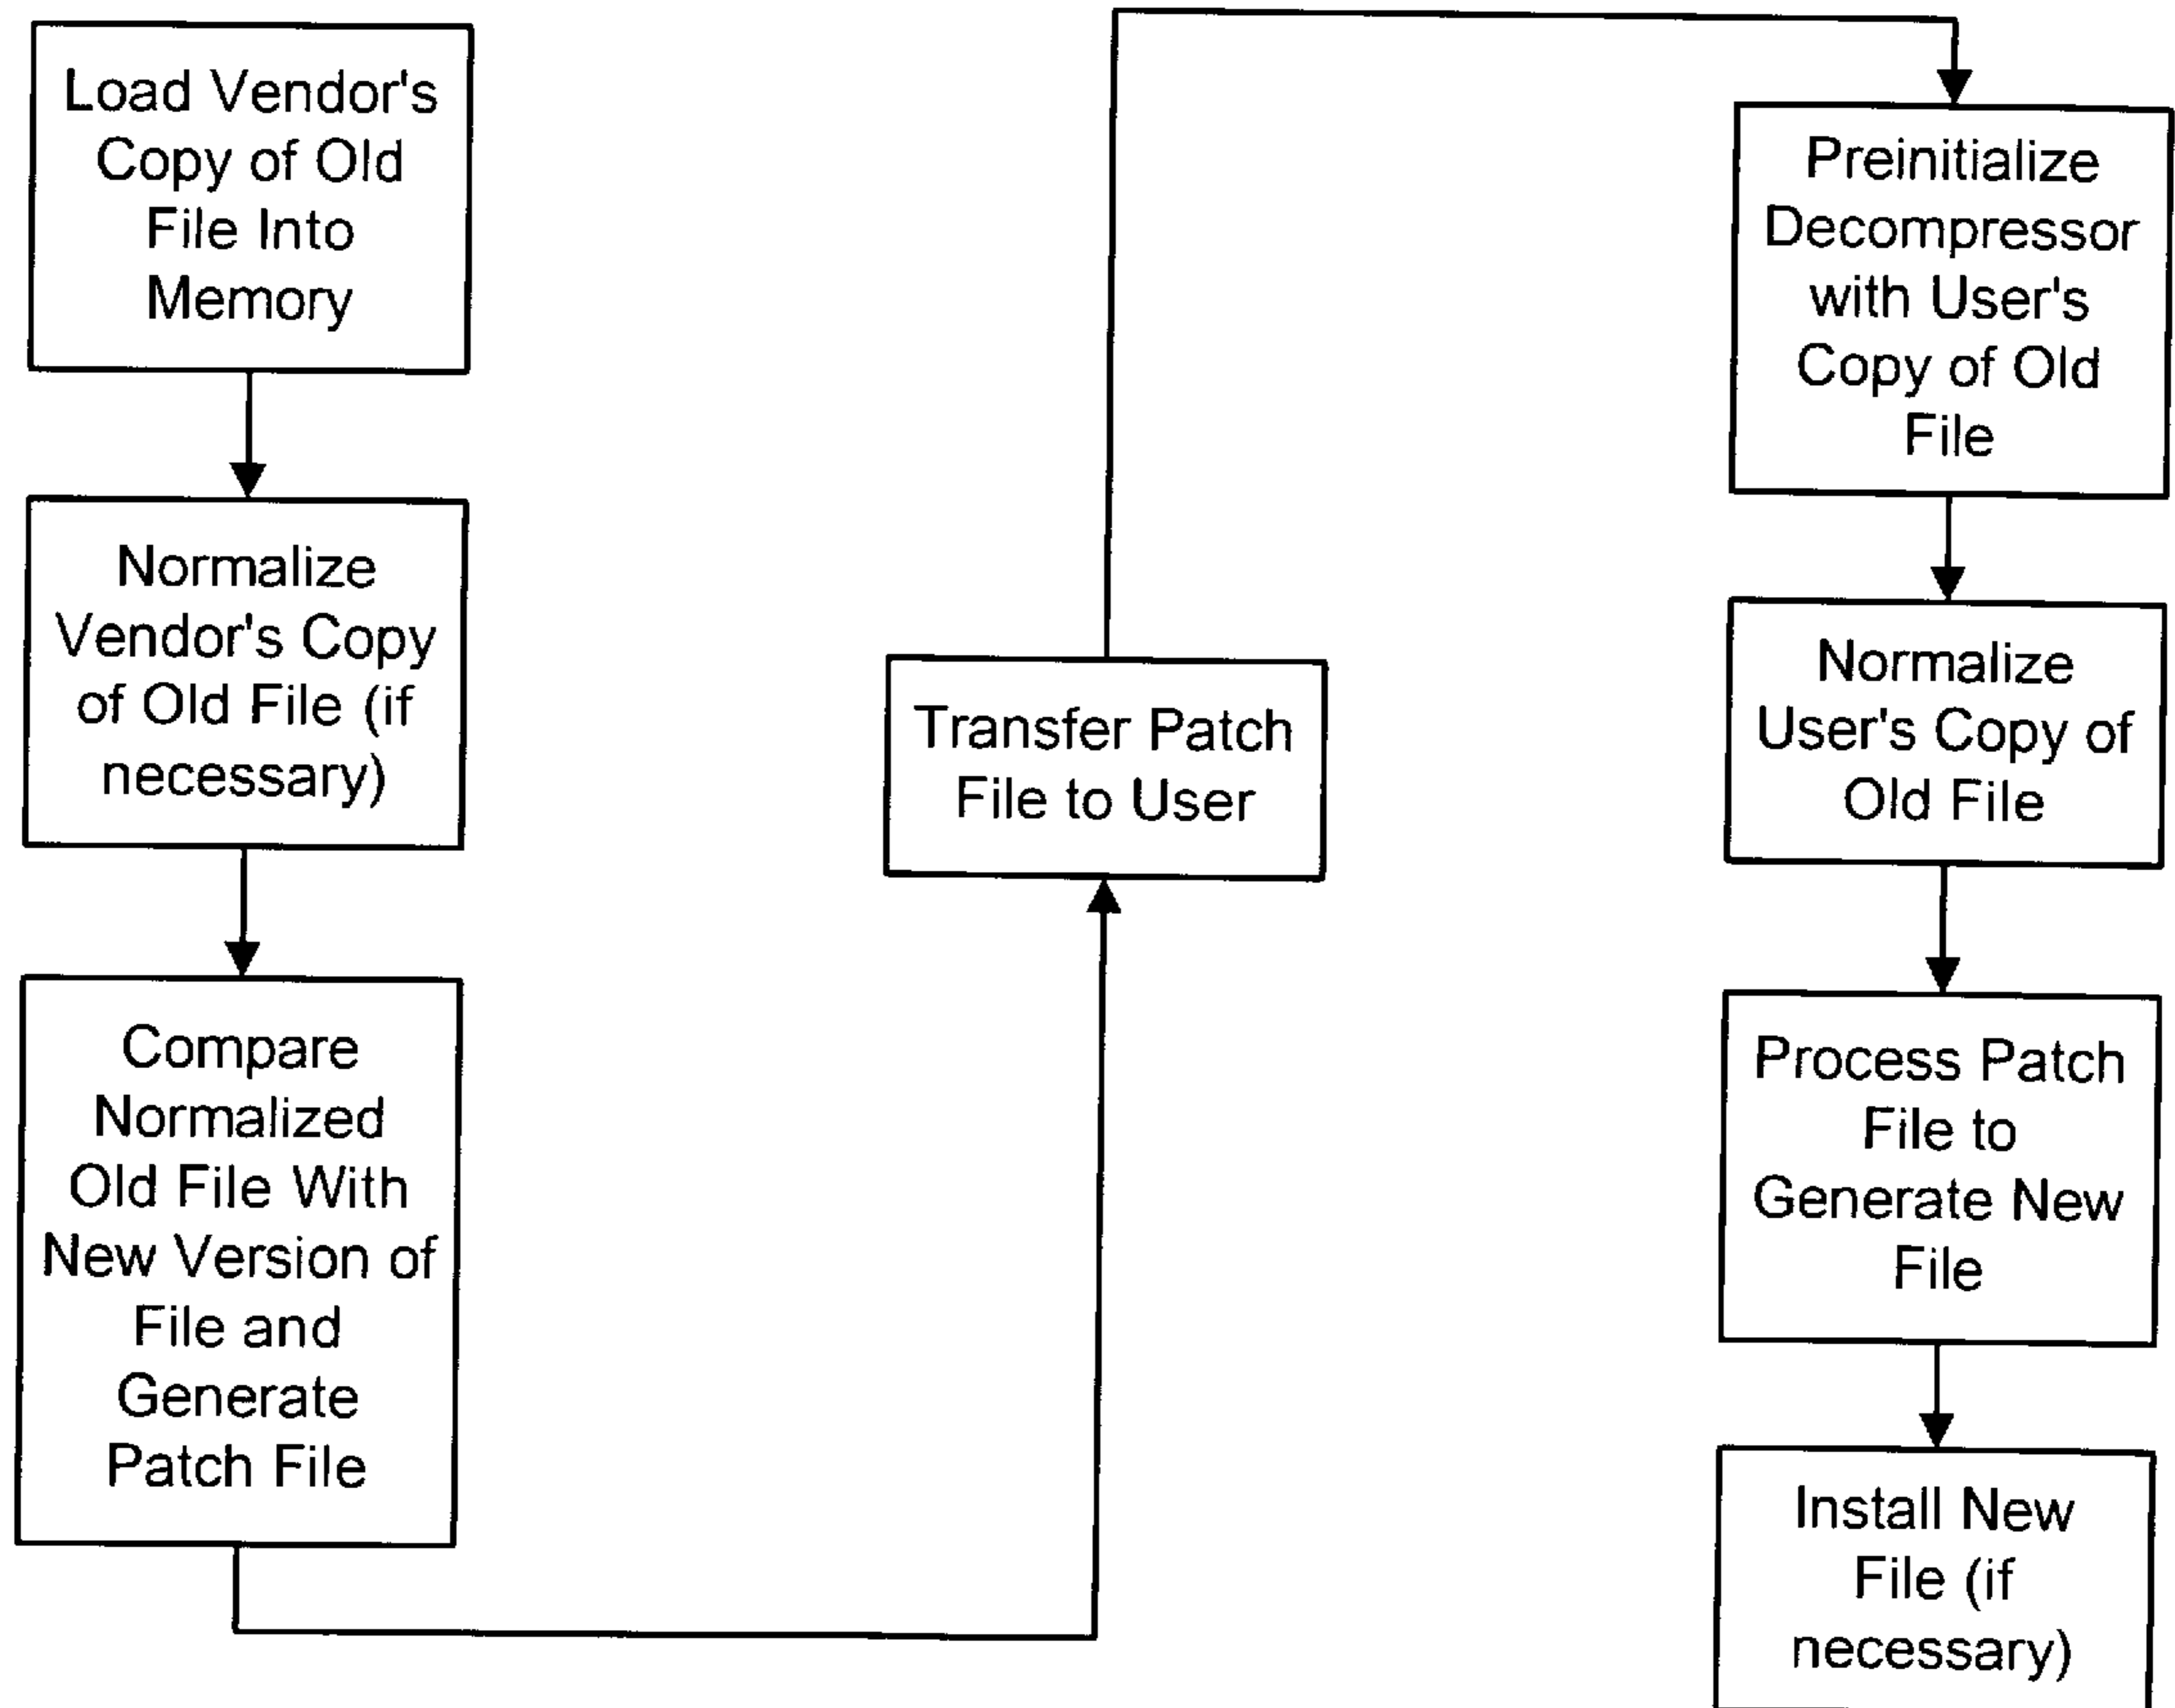 Load Vendor's
Copy of Old
File Into
Memory
Normalize
Vendor's Copy
of Old File (if
necessary)
Compare
Normalized
Old File With
New Version of
File and
Generate
Patch File
Transfer Patch
File to User
Preinitialize
Decompressor
with User's
Copy of Old
File
Normalize
User's Copy of
Old File
Process Patch
File to
Generate New
File
Install New
File (if
necessary)